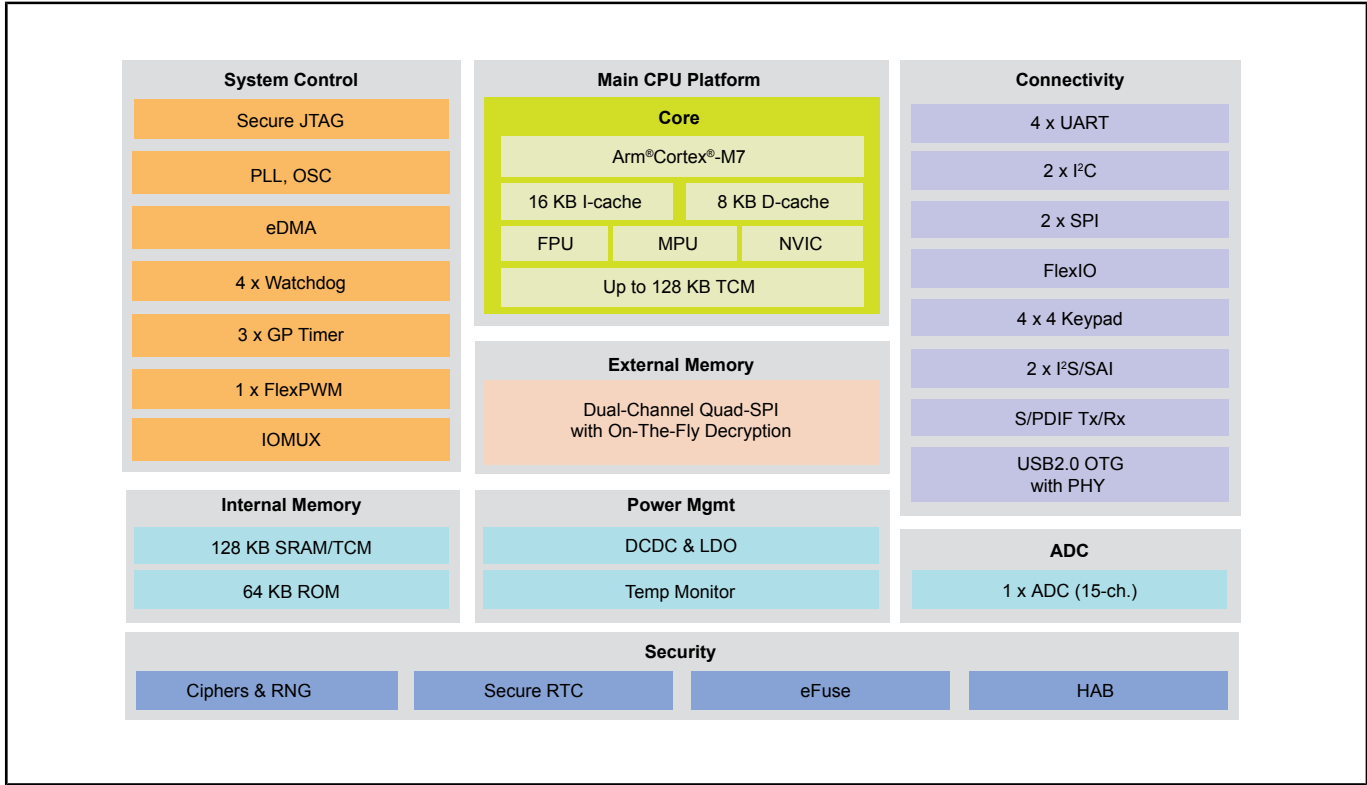 System Control
Secure JTAG
PLL, OSC
eDMA
4 x Watchdog
3 x GP Timer
1 x FlexPWM
IOMUX
Main CPU Platform
Core
Arm®Cortex®-M7
16 KB I-cache
8 KB D-cache
FPU
MPU
NVIC
Up to 128 KB TCM
External Memory
Dual-Channel Quad-SPI
with On-The-Fly Decryption
Connectivity
4 x UART
2 x I²C
2 x SPI
FlexIO
4 x 4 Keypad
2 x I²S/SAI
S/PDIF Tx/Rx
USB2.0 OTG
with PHY
Internal Memory
128 KB SRAM/TCM
64 KB ROM
Power Mgmt
DCDC & LDO
Temp Monitor
ADC
1 x ADC (15-ch.)
Security
Ciphers & RNG
Secure RTC
eFuse
HAB